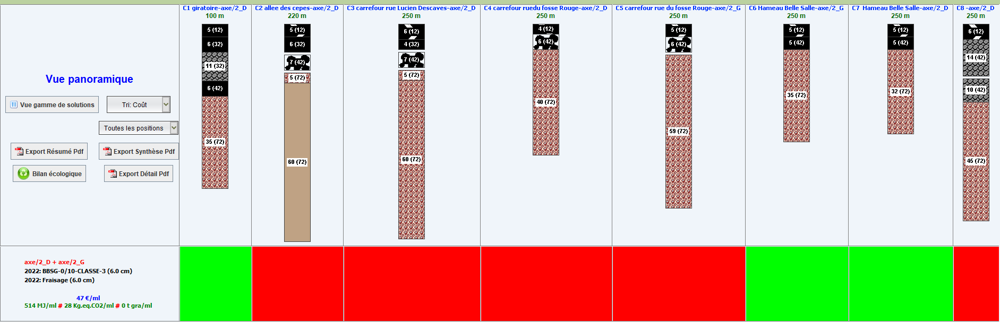 C1 giratoire-axe/2_D
100 m
5 (12)
6 (32)
11 (32)
6 (42)
35 (72)
C2 allee des cepes-axe/2_D
220 m
5 (12)
6 (32)
7 (42)
5 (72)
60 (72)
C3 carrefour rue Lucien Descaves-axe/2_D
250 m
6 (12)
4 (32)
7 (42)
5 (72)
60 (72)
C4 carrefour ruedu fosse Rouge-axe/2_D
250 m
4 (12)
6 (42)
40 (72)
C5 carrefour rue du fosse Rouge-axe/2_G
250 m
5 (12)
6 (42)
59 (72)
C6 Hameau Belle Salle-axe/2_G
250 m
5 (12)
5 (42)
35 (72)
C7 Hameau Belle Salle-axe/2_D
250 m
5 (12)
5 (42)
32 (72)
C8 -axe/2_D
250 m
6 (12)
14 (42)
10 (42)
45 (72)
Vue panoramique
Vue gamme de solutions
Tri: Coût
Toutes les positions
Export Résumé Pdf
Export Synthèse Pdf
Bilan écologique
Export Détail Pdf
axe/2_D + axe/2_G
2022: BBSG-0/10-CLASSE-3 (6.0 cm)
2022: Fraisage (6.0 cm)
47 €/ml
514 MJ/ml # 28 Kg.eq.CO2/ml # 0 t gra/ml